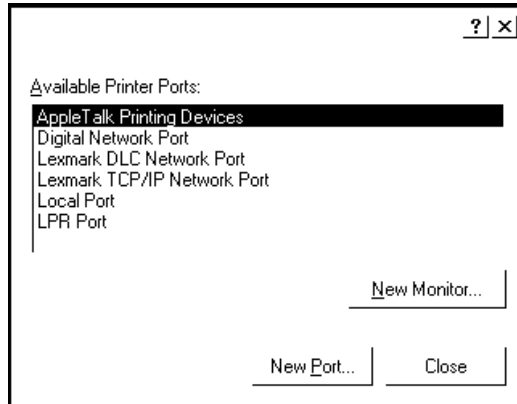 ? ×
Available Printer Ports:
AppleTalk Printing Devices
Digital Network Port
Lexmark DLC Network Port
Lexmark TCP/IP Network Port
Local Port
LPR Port
New Monitor...
New Port... Close